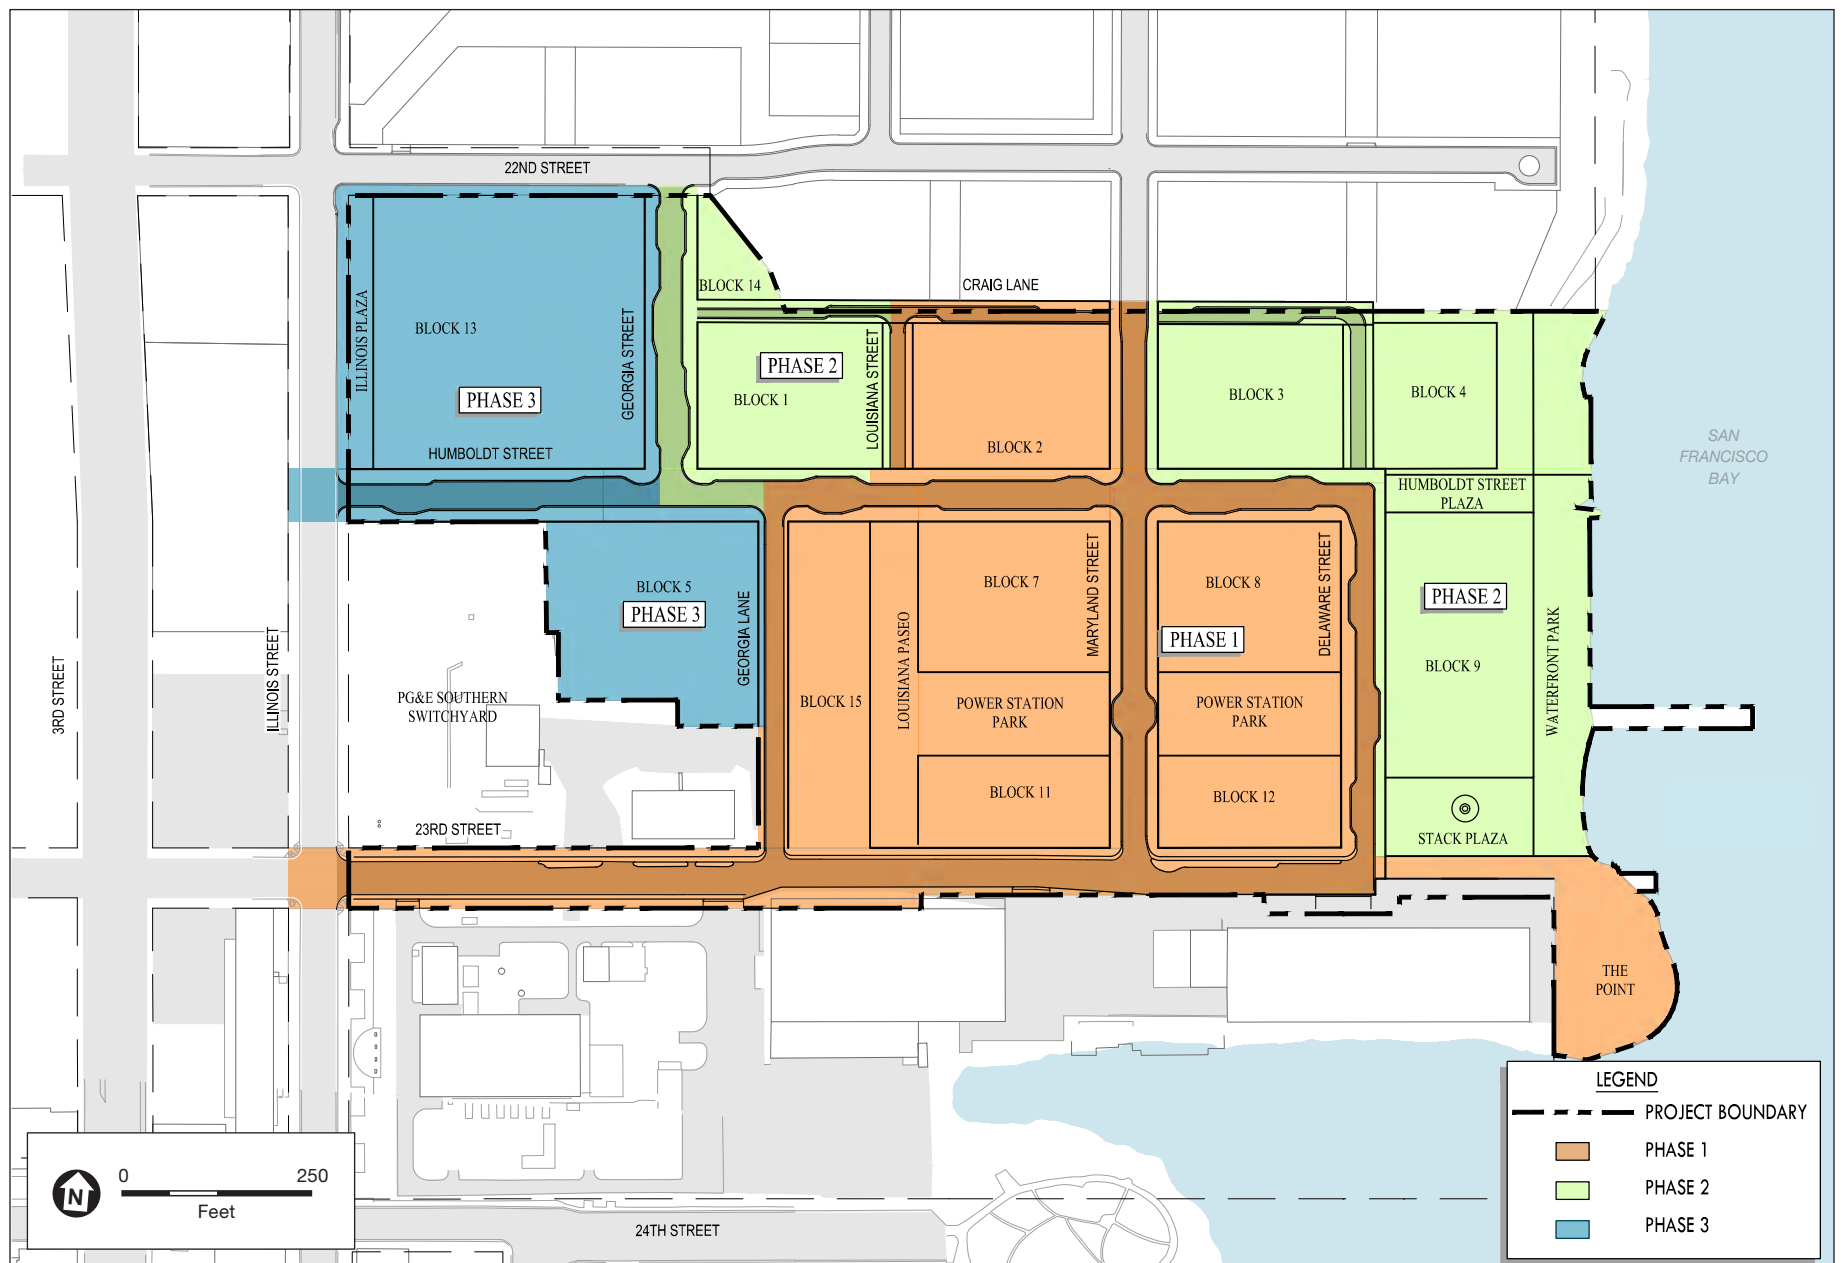 22ND STREET
BLOCK 14
CRAIG LANE
ILLINOIS PLAZA
BLOCK 13
GEORGIA STREET
PHASE 3
HUMBOLDT STREET
PHASE 2
BLOCK 1
LOUISIANA STREET
BLOCK 2
BLOCK 3
BLOCK 4
SAN
FRANCISCO
BAY
HUMBOLDT STREET
PLAZA
BLOCK 5
PHASE 3
GEORGIA LANE
BLOCK 7
MARYLAND STREET
BLOCK 8
DELAWARE STREET
PHASE 1
PHASE 2
BLOCK 9
WATERFRONT PARK
3RD STREET
ILLINOIS STREET
PG&E SOUTHERN
SWITCHYARD
BLOCK 15
LOUISIANA PASEO
POWER STATION
PARK
POWER STATION
PARK
BLOCK 11
BLOCK 12
STACK PLAZA
23RD STREET
THE
POINT
LEGEND
PROJECT BOUNDARY
PHASE 1
PHASE 2
PHASE 3
N
0
250
Feet
24TH STREET